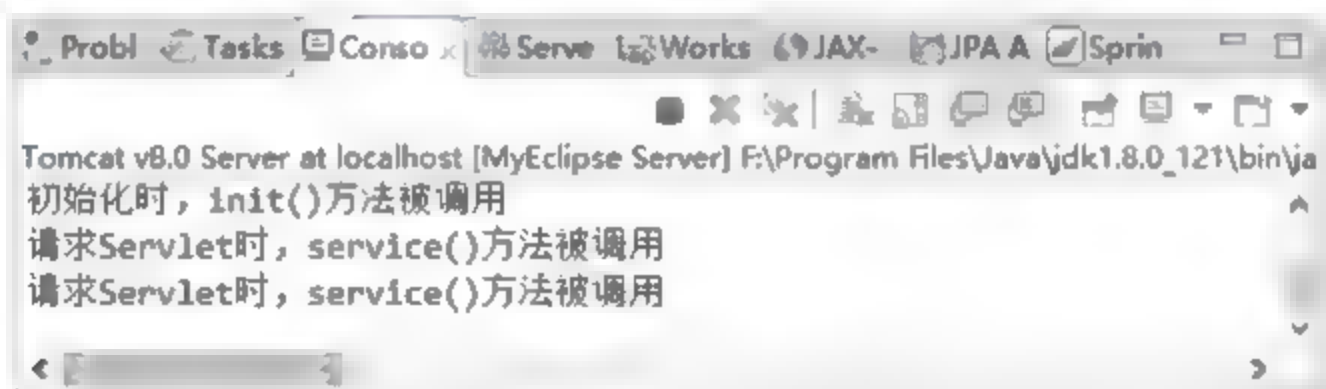 Probl Tasks Conso Serve Works JAX- JPA A Sprin
Tomcat v8.0 Server at localhost [MyEclipse Server] F:\Program Files\Java\jdk1.8.0_121\bin\ja
初始化时，init()方法被调用
请求Servlet时，service()方法被调用
请求Servlet时，service()方法被调用